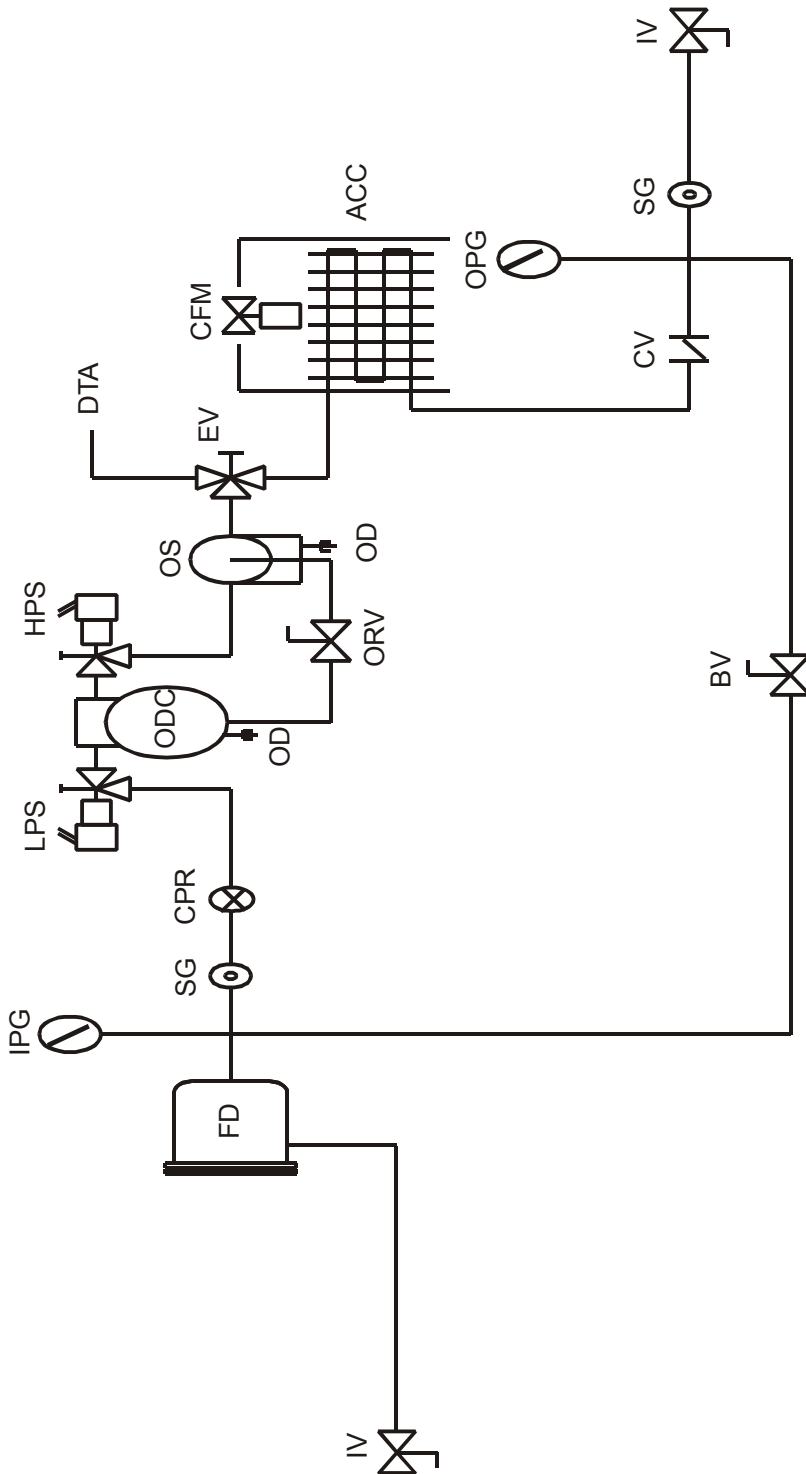 IV
FD
IPG
SG
CPR
LPS
ODC
OD
HPS
ORV
OS
OD
EV
DTA
CFM
ACC
CV
OPG
SG
IV
BV